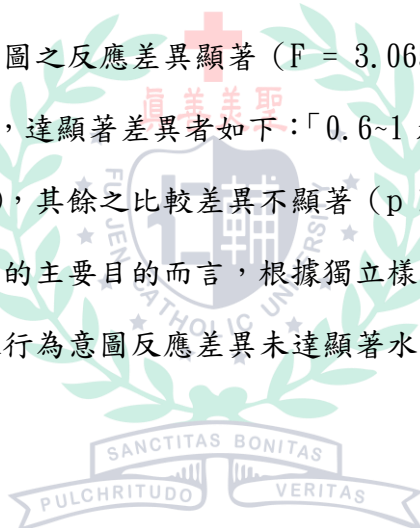 圖之反應差異顯著（F = 3.06
，達顯著差異者如下：「0.6~1
)，其餘之比較差異不顯著（p
的主要目的而言，根據獨立樣
行為意圖反應差異未達顯著水
真善美聖
FU JEN CATHOLIC UNIVERSITY
輔仁
SANCTITAS BONITAS
PULCHRITUDO VERITAS